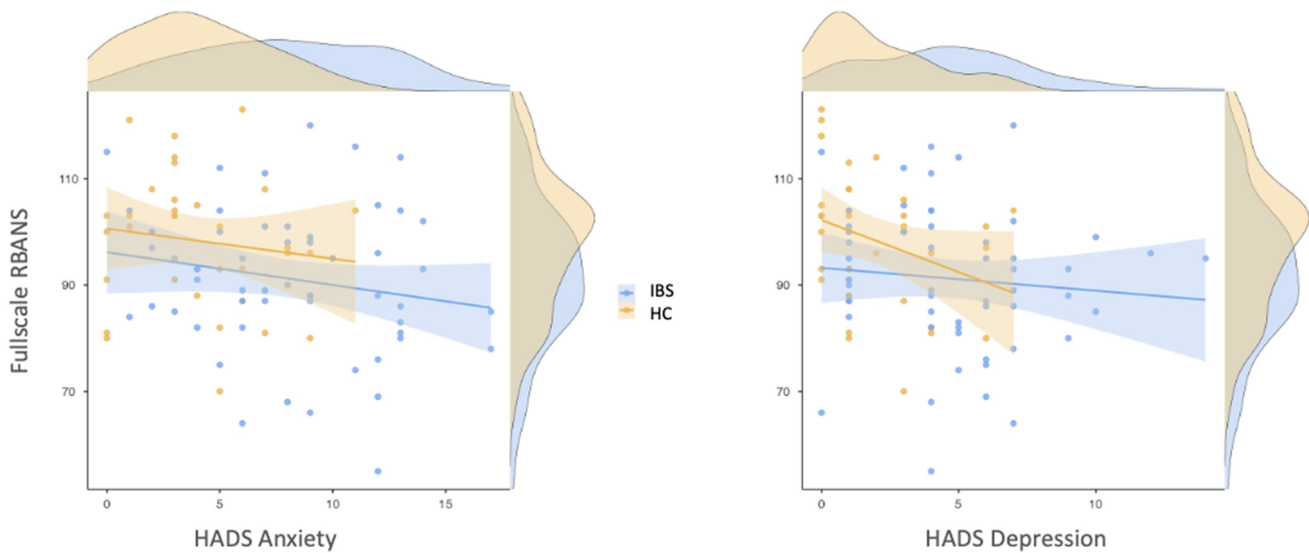 Fullscale RBANS
110
90
70
0
5
10
15
HADS Anxiety
IBS
HC
110
90
70
0
5
10
HADS Depression